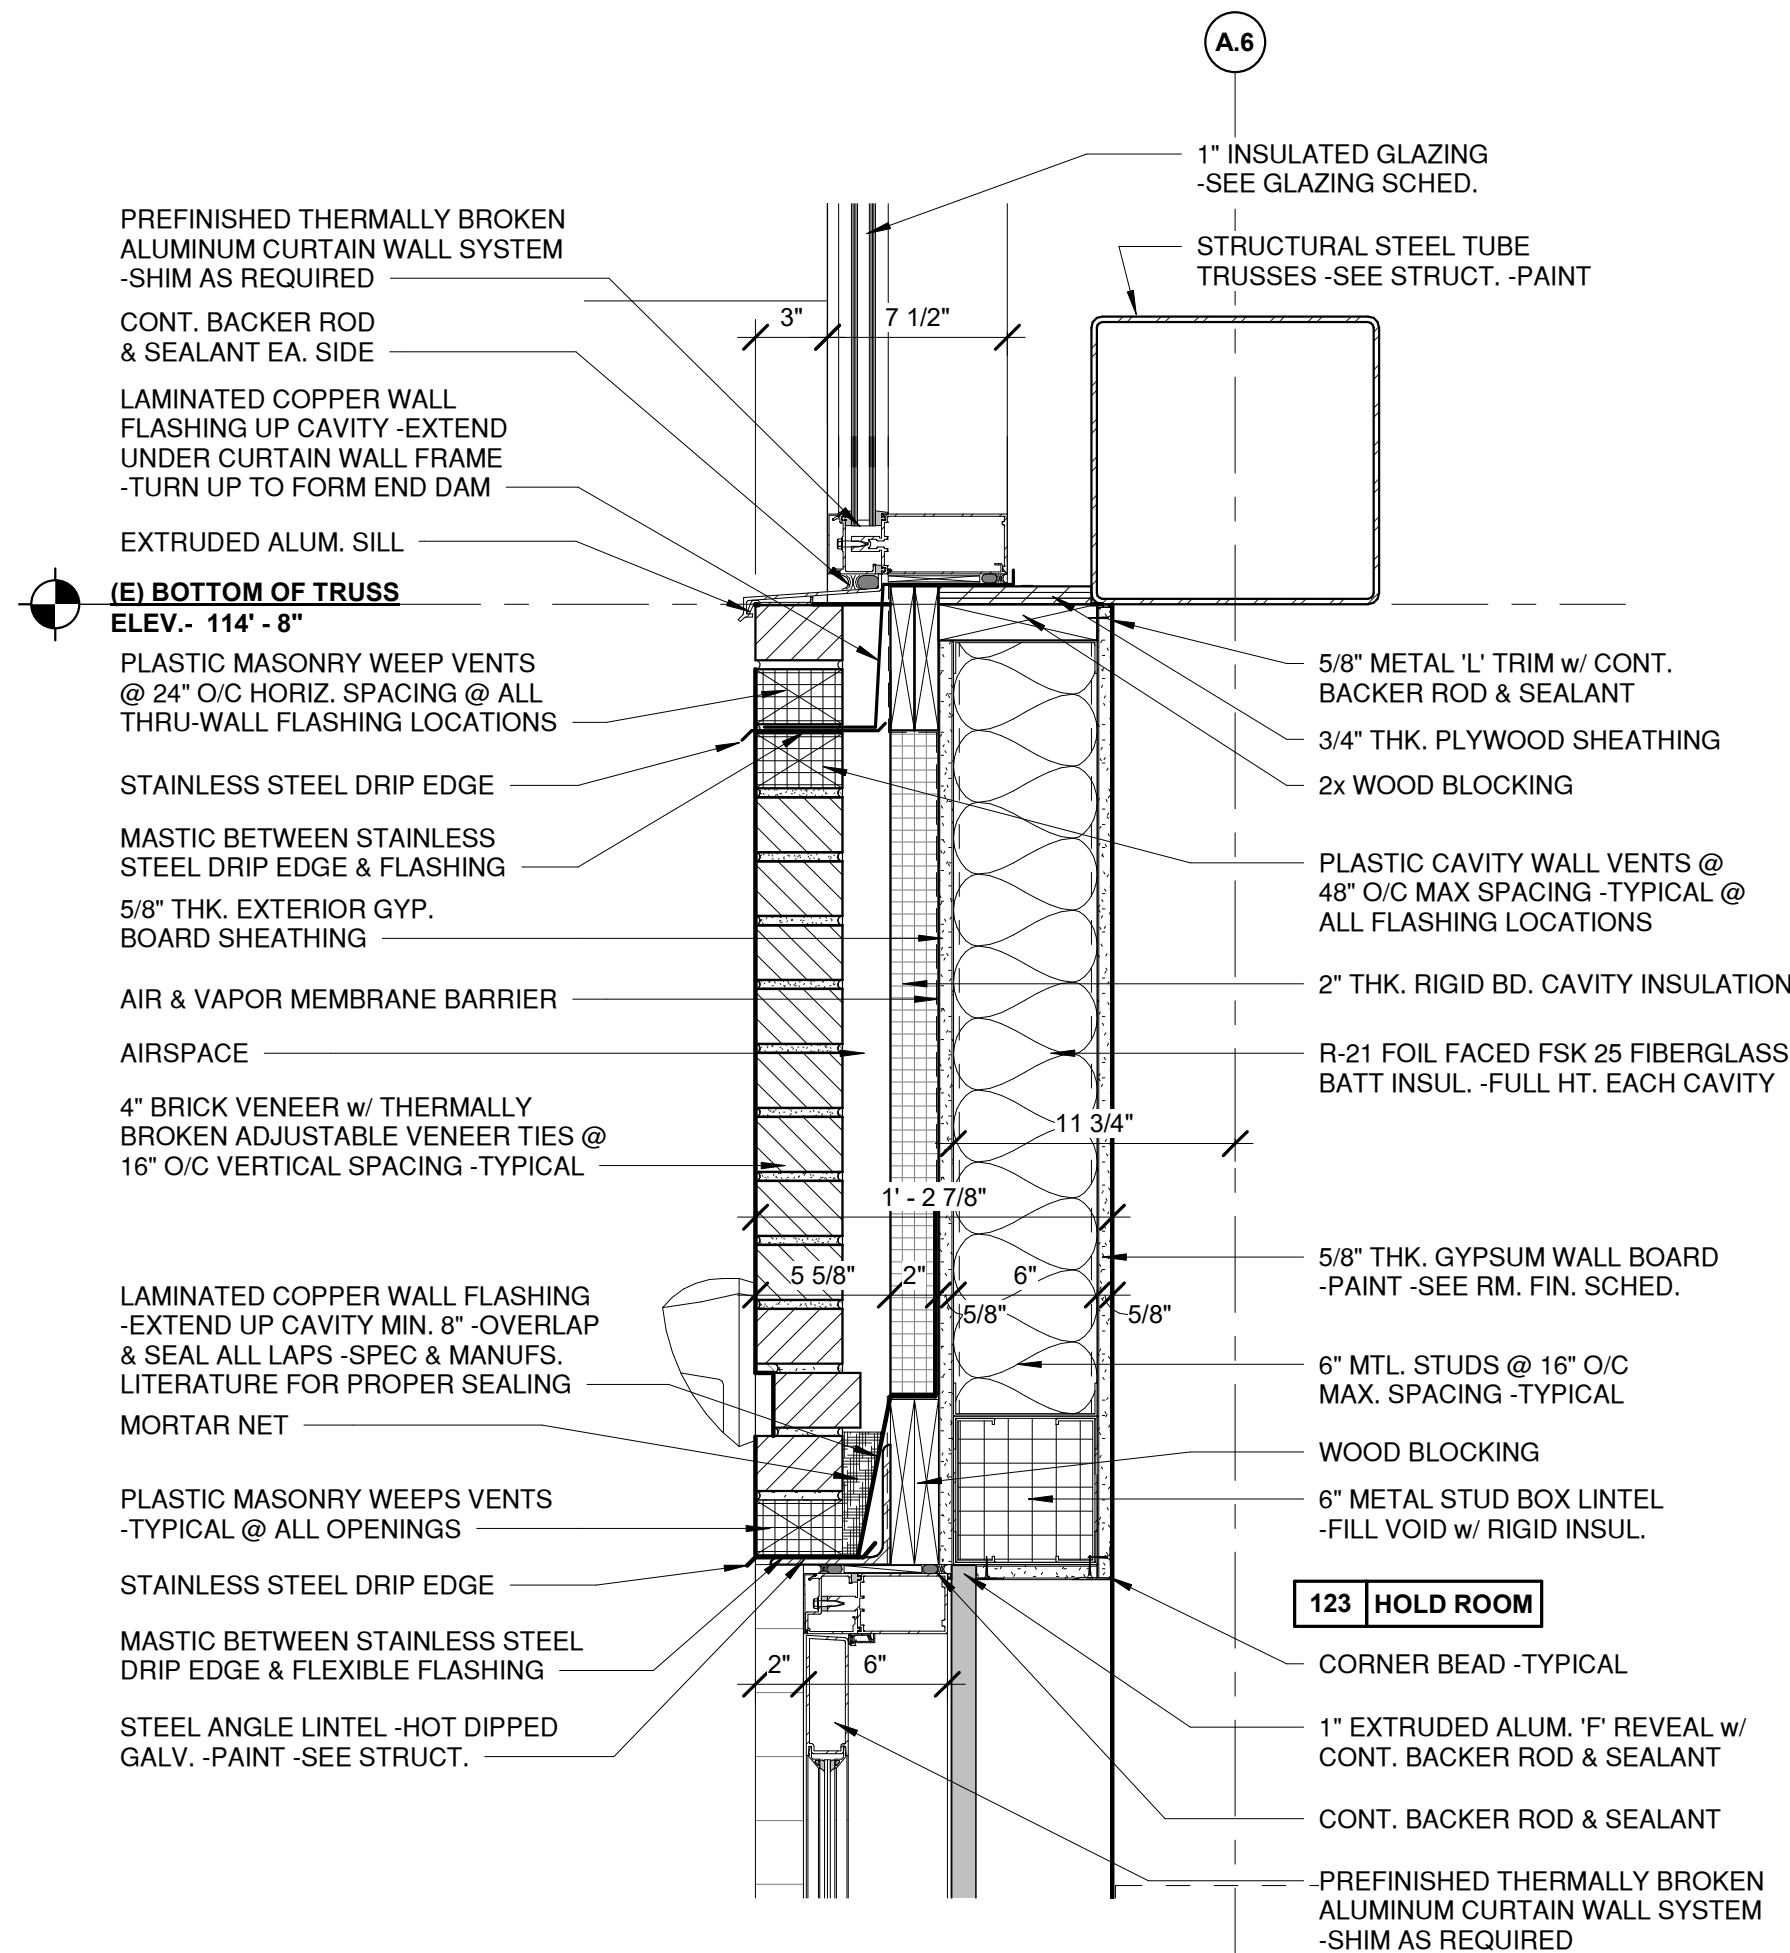 A.6
1" INSULATED GLAZING
-SEE GLAZING SCHED.
STRUCTURAL STEEL TUBE
TRUSSES -SEE STRUCT. -PAINT
PREFINISHED THERMALLY BROKEN
ALUMINUM CURTAIN WALL SYSTEM
-SHIM AS REQUIRED
CONT. BACKER ROD
& SEALANT EA. SIDE
3" 7 1/2"
LAMINATED COPPER WALL
FLASHING UP CAVITY -EXTEND
UNDER CURTAIN WALL FRAME
-TURN UP TO FORM END DAM
EXTRUDED ALUM. SILL
(E) BOTTOM OF TRUSS
ELEV.- 114' - 8"
PLASTIC MASONRY WEEP VENTS
@ 24" O/C HORIZ. SPACING @ ALL
THRU-WALL FLASHING LOCATIONS
STAINLESS STEEL DRIP EDGE
MASTIC BETWEEN STAINLESS
STEEL DRIP EDGE & FLASHING
5/8" THK. EXTERIOR GYP.
BOARD SHEATHING
AIR & VAPOR MEMBRANE BARRIER
AIRSPACE
4" BRICK VENEER w/ THERMALLY
BROKEN ADJUSTABLE VENEER TIES @
16" O/C VERTICAL SPACING -TYPICAL
LAMINATED COPPER WALL FLASHING
-EXTEND UP CAVITY MIN. 8" -OVERLAP
& SEAL ALL LAPS -SPEC & MANUFS.
LITERATURE FOR PROPER SEALING
MORTAR NET
PLASTIC MASONRY WEEPS VENTS
-TYPICAL @ ALL OPENINGS
STAINLESS STEEL DRIP EDGE
MASTIC BETWEEN STAINLESS STEEL
DRIP EDGE & FLEXIBLE FLASHING
STEEL ANGLE LINTEL -HOT DIPPED
GALV. -PAINT -SEE STRUCT.
11 3/4"
1' - 2 7/8"
5 5/8" 2" 6"
5/8" 5/8"
2" 6"
5/8" METAL 'L' TRIM w/ CONT.
BACKER ROD & SEALANT
3/4" THK. PLYWOOD SHEATHING
2x WOOD BLOCKING
PLASTIC CAVITY WALL VENTS @
48" O/C MAX SPACING -TYPICAL @
ALL FLASHING LOCATIONS
2" THK. RIGID BD. CAVITY INSULATION
R-21 FOIL FACED FSK 25 FIBERGLASS
BATT INSUL. -FULL HT. EACH CAVITY
5/8" THK. GYPSUM WALL BOARD
-PAINT -SEE RM. FIN. SCHED.
6" MTL. STUDS @ 16" O/C
MAX. SPACING -TYPICAL
WOOD BLOCKING
6" METAL STUD BOX LINTEL
-FILL VOID w/ RIGID INSUL.
123 HOLD ROOM
CORNER BEAD -TYPICAL
1" EXTRUDED ALUM. 'F' REVEAL w/
CONT. BACKER ROD & SEALANT
CONT. BACKER ROD & SEALANT
PREFINISHED THERMALLY BROKEN
ALUMINUM CURTAIN WALL SYSTEM
-SHIM AS REQUIRED